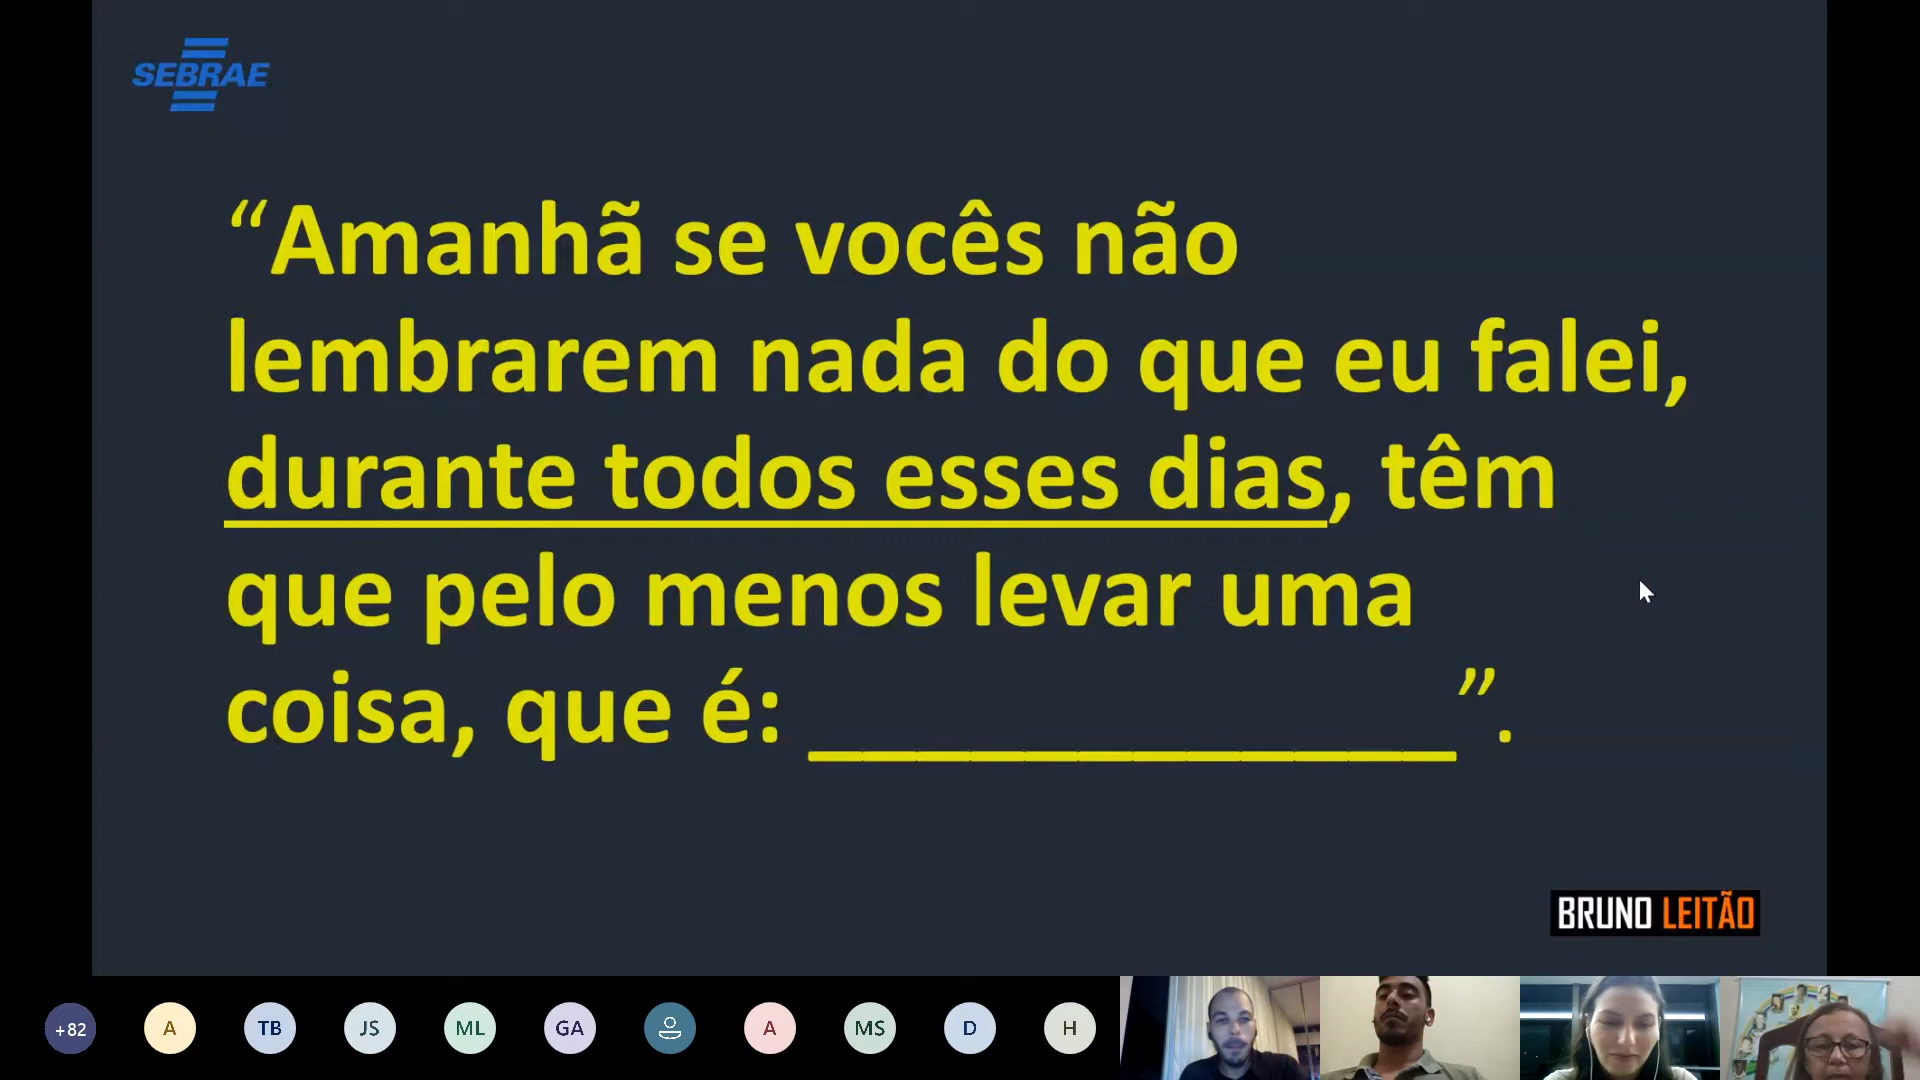 SEBRAE
“Amanhã se vocês não
lembrarem nada do que eu falei,
durante todos esses dias, têm
que pelo menos levar uma
coisa, que é: ____________”.
BRUNO LEITÃO
+82 A TB JS ML GA A MS D H